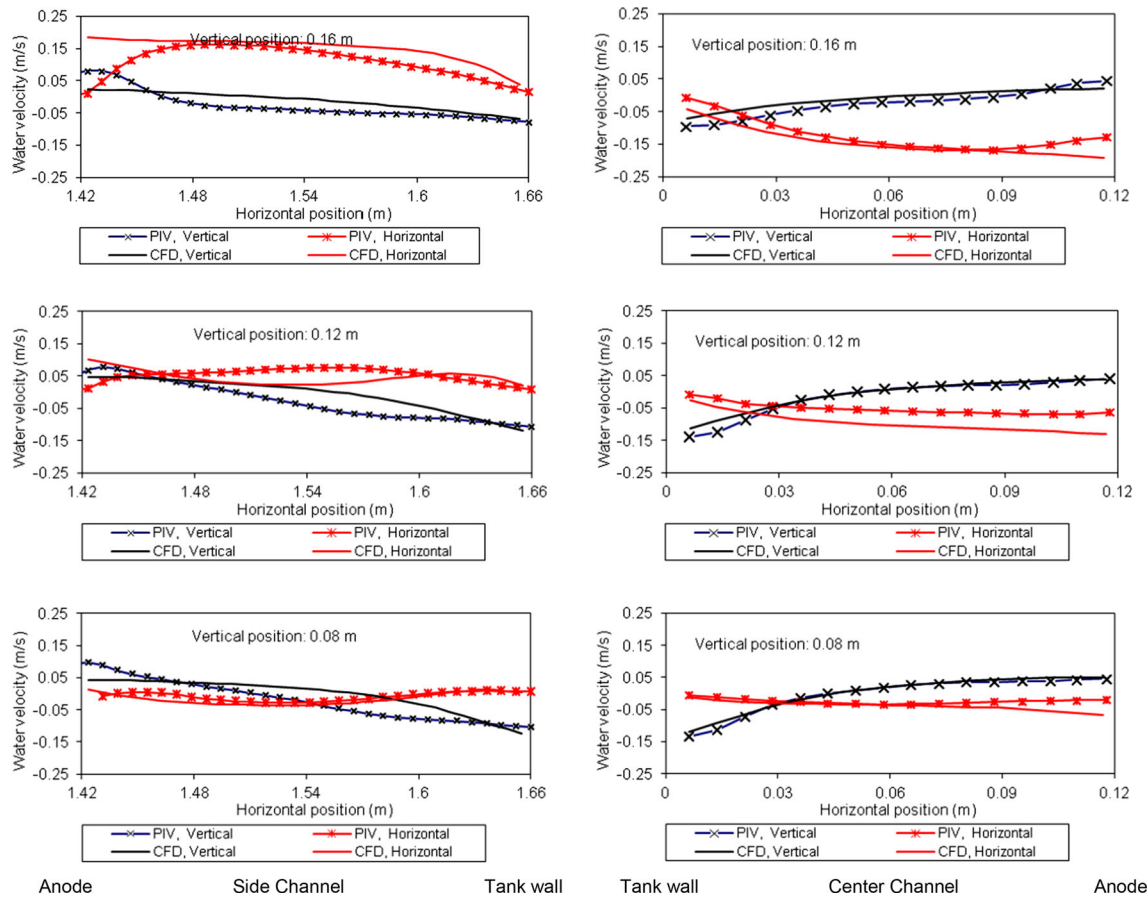 Water velocity (m/s)
0.25
0.15
0.05
-0.05
-0.15
-0.25
Vertical position: 0.16 m
1.42 1.48 1.54 1.6 1.66
Horizontal position (m)
PIV, Vertical PIV, Horizontal
CFD, Vertical CFD, Horizontal
Water velocity (m/s)
0.25
0.15
0.05
-0.05
-0.15
-0.25
Vertical position: 0.16 m
0 0.03 0.06 0.09 0.12
Horizontal position (m)
PIV, Vertical PIV, Horizontal
CFD, Vertical CFD, Horizontal
Water velocity (m/s)
0.25
0.15
0.05
-0.05
-0.15
-0.25
Vertical position: 0.12 m
1.42 1.48 1.54 1.6 1.66
Horizontal position (m)
PIV, Vertical PIV, Horizontal
CFD, Vertical CFD, Horizontal
Water velocity (m/s)
0.25
0.15
0.05
-0.05
-0.15
-0.25
Vertical position: 0.12 m
0 0.03 0.06 0.09 0.12
Horizontal position (m)
PIV, Vertical PIV, Horizontal
CFD, Vertical CFD, Horizontal
Water velocity (m/s)
0.25
0.15
0.05
-0.05
-0.15
-0.25
Vertical position: 0.08 m
1.42 1.48 1.54 1.6 1.66
Horizontal position (m)
PIV, Vertical PIV, Horizontal
CFD, Vertical CFD, Horizontal
Water velocity (m/s)
0.25
0.15
0.05
-0.05
-0.15
-0.25
Vertical position: 0.08 m
0 0.03 0.06 0.09 0.12
Horizontal position (m)
PIV, Vertical PIV, Horizontal
CFD, Vertical CFD, Horizontal
Anode Side Channel Tank wall Tank wall Center Channel Anode